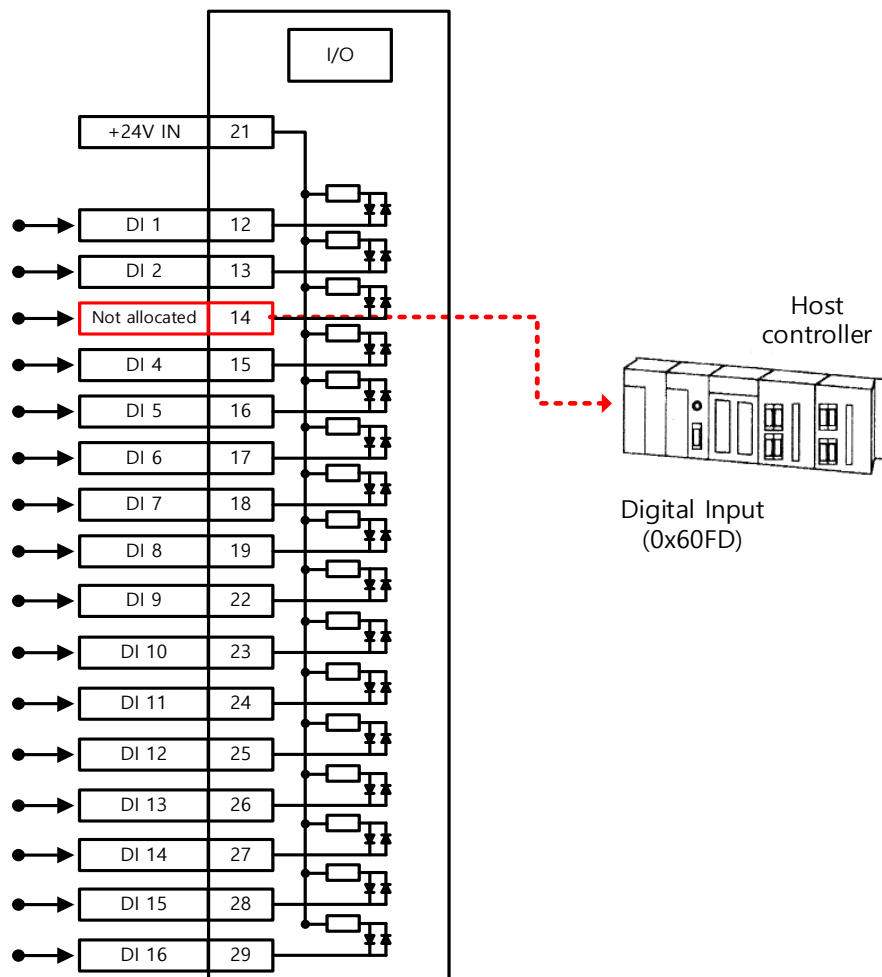 I/O
+24V IN 21
DI 1 12
DI 2 13
Not allocated 14
DI 4 15
DI 5 16
DI 6 17
DI 7 18
DI 8 19
DI 9 22
DI 10 23
DI 11 24
DI 12 25
DI 13 26
DI 14 27
DI 15 28
DI 16 29
Host
controller
Digital Input
(0x60FD)